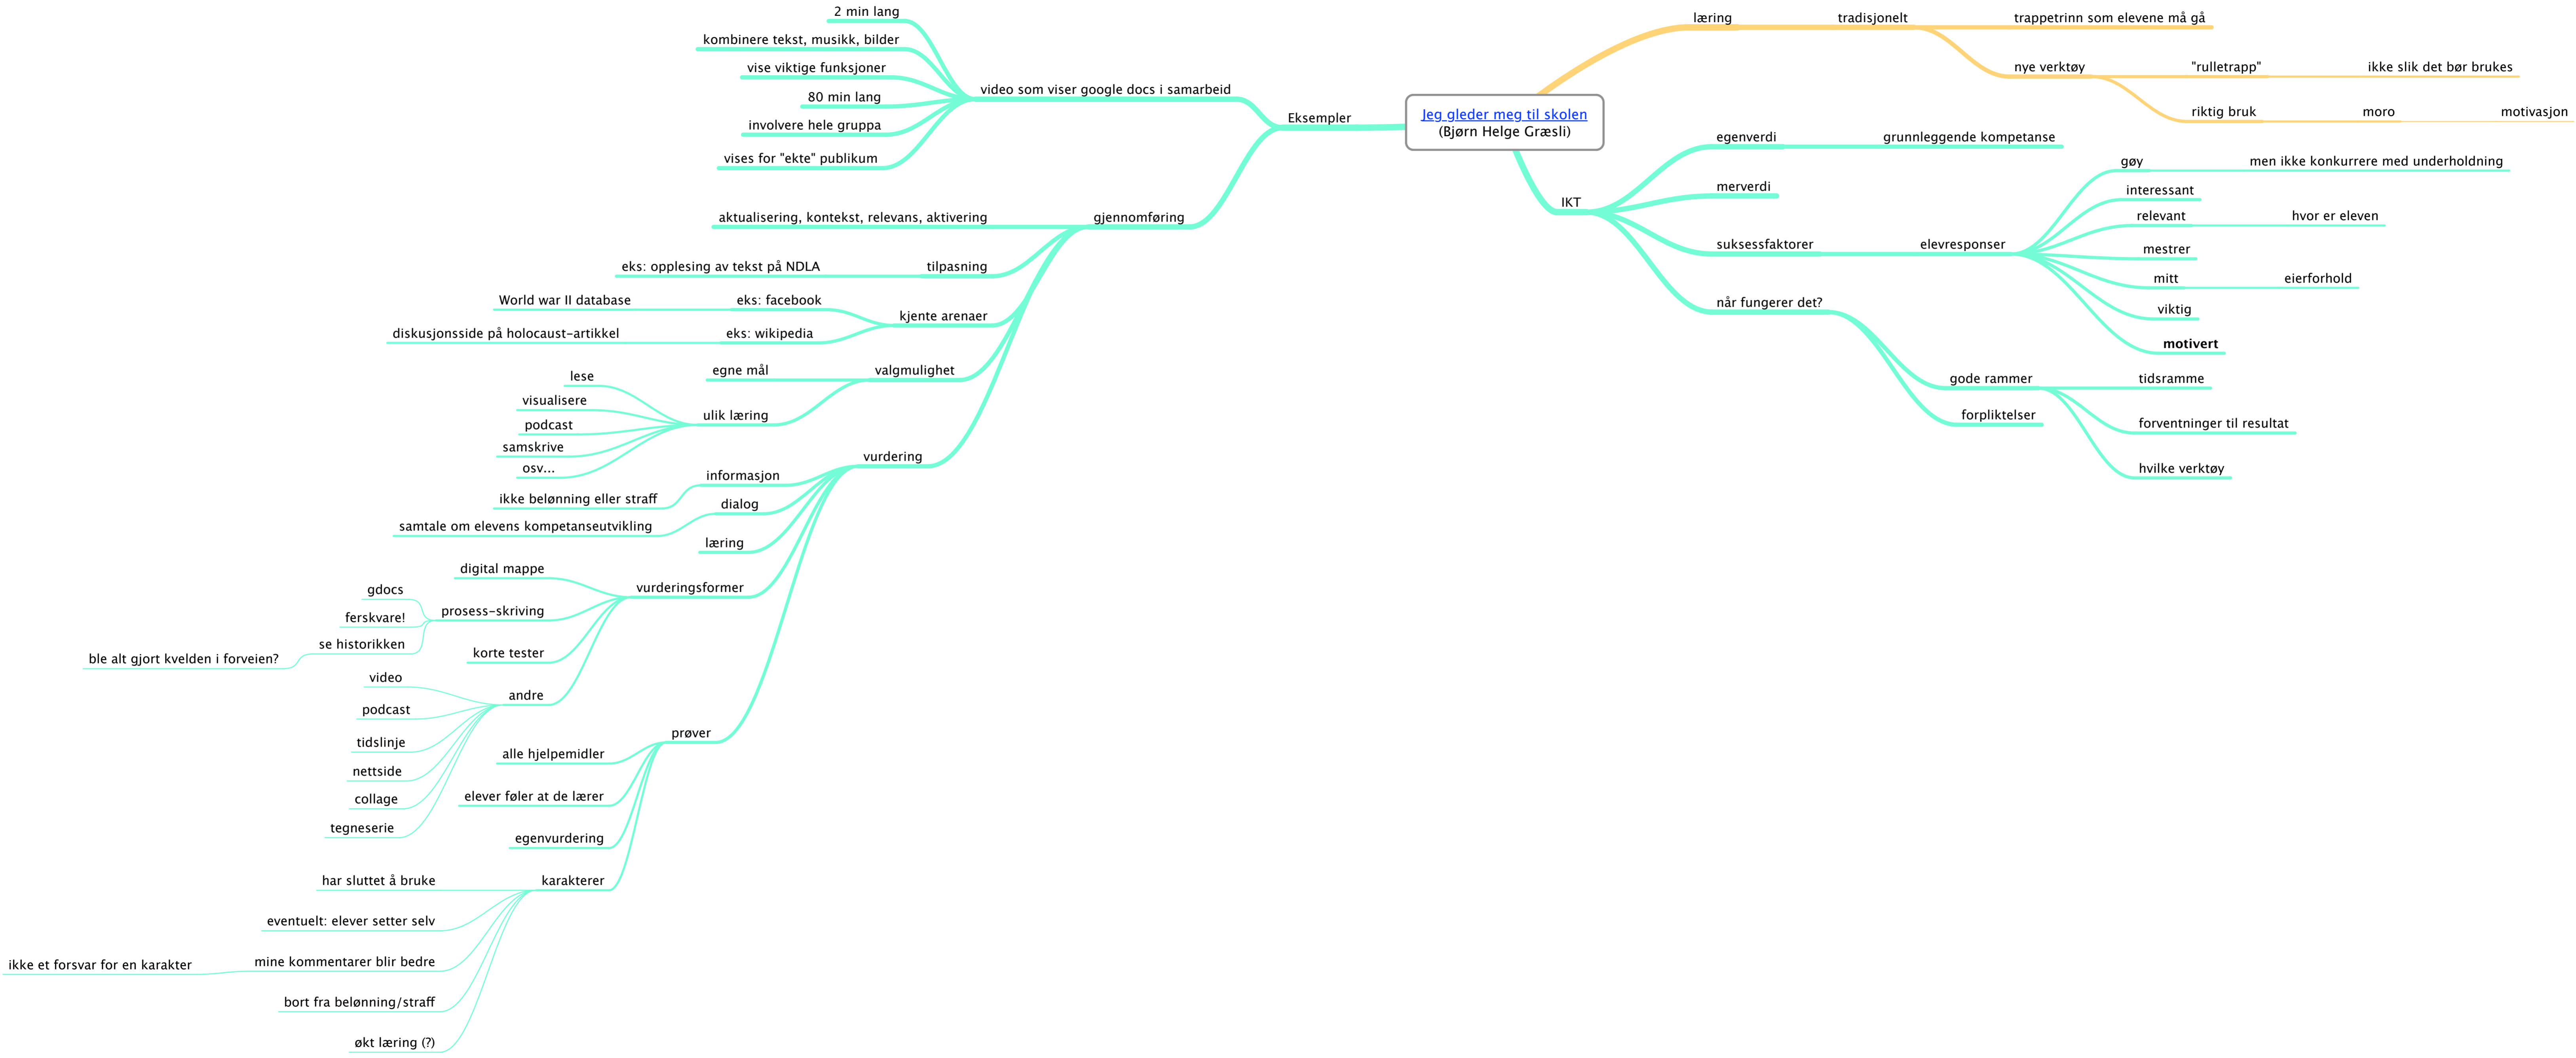 Jeg gleder meg til skolen
(Bjørn Helge Græsli)
læring
tradisjonelt
trappetrinn som elevene må gå
nye verktøy
"rulletrapp"
ikke slik det bør brukes
riktig bruk
moro
motivasjon
IKT
egenverdi
grunnleggende kompetanse
merverdi
suksessfaktorer
elevresponser
gøy
men ikke konkurrere med underholdning
interessant
relevant
hvor er eleven
mestrer
mitt
eierforhold
viktig
motivert
når fungerer det?
gode rammer
tidsramme
forventninger til resultat
hvilke verktøy
forpliktelser
Eksempler
video som viser google docs i samarbeid
2 min lang
kombinere tekst, musikk, bilder
vise viktige funksjoner
80 min lang
involvere hele gruppa
vises for "ekte" publikum
gjennomføring
aktualisering, kontekst, relevans, aktivering
tilpasning
eks: opplesing av tekst på NDLA
kjente arenaer
eks: facebook
World war II database
eks: wikipedia
diskusjonsside på holocaust-artikkel
valgmulighet
egne mål
ulik læring
lese
visualisere
podcast
samskrive
osv...
vurdering
informasjon
ikke belønning eller straff
dialog
samtale om elevens kompetanseutvikling
læring
vurderingsformer
digital mappe
prosess-skriving
gdocs
ferskvare!
se historikken
ble alt gjort kvelden i forveien?
korte tester
andre
video
podcast
tidslinje
nettside
collage
tegneserie
prøver
alle hjelpemidler
elever føler at de lærer
egenvurdering
karakterer
har sluttet å bruke
eventuelt: elever setter selv
mine kommentarer blir bedre
ikke et forsvar for en karakter
bort fra belønning/straff
økt læring (?)